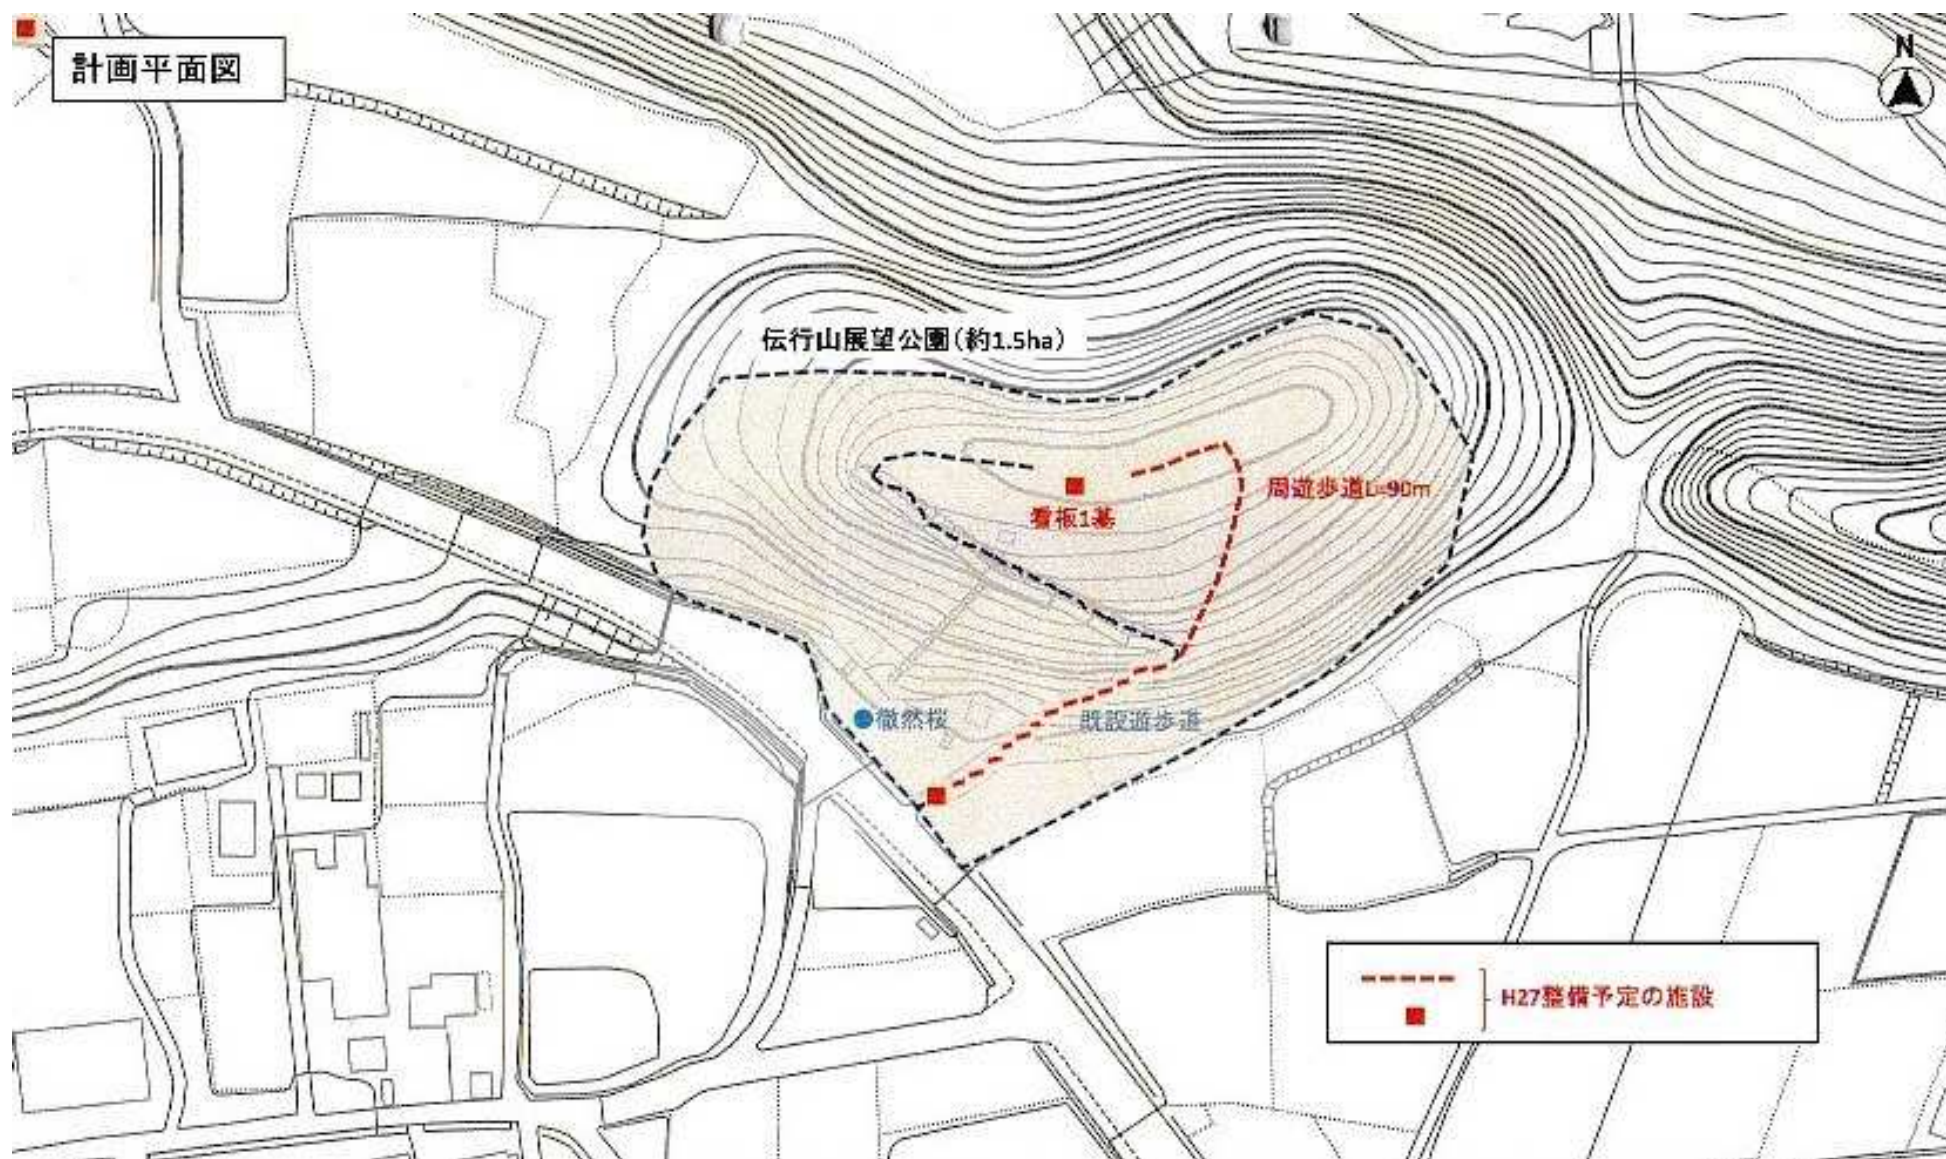 計画平面図
N
伝行山展望公園(約1.5ha)
周遊歩道L=90m
看板1基
徹然桜
既設遊歩道
H27整備予定の施設